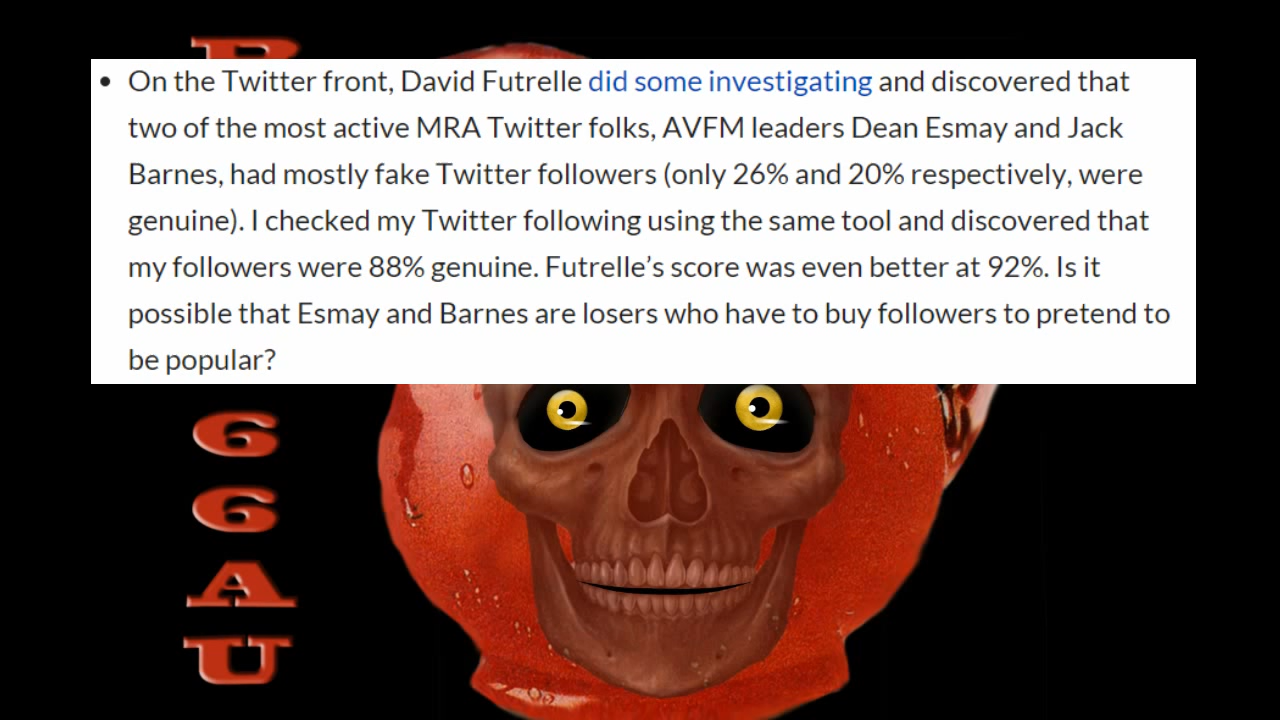 R
• On the Twitter front, David Futrelle did some investigating and discovered that
two of the most active MRA Twitter folks, AVFM leaders Dean Esmay and Jack
Barnes, had mostly fake Twitter followers (only 26% and 20% respectively, were
genuine). I checked my Twitter following using the same tool and discovered that
my followers were 88% genuine. Futrelle’s score was even better at 92%. Is it
possible that Esmay and Barnes are losers who have to buy followers to pretend to
be popular?
6
6
A
U